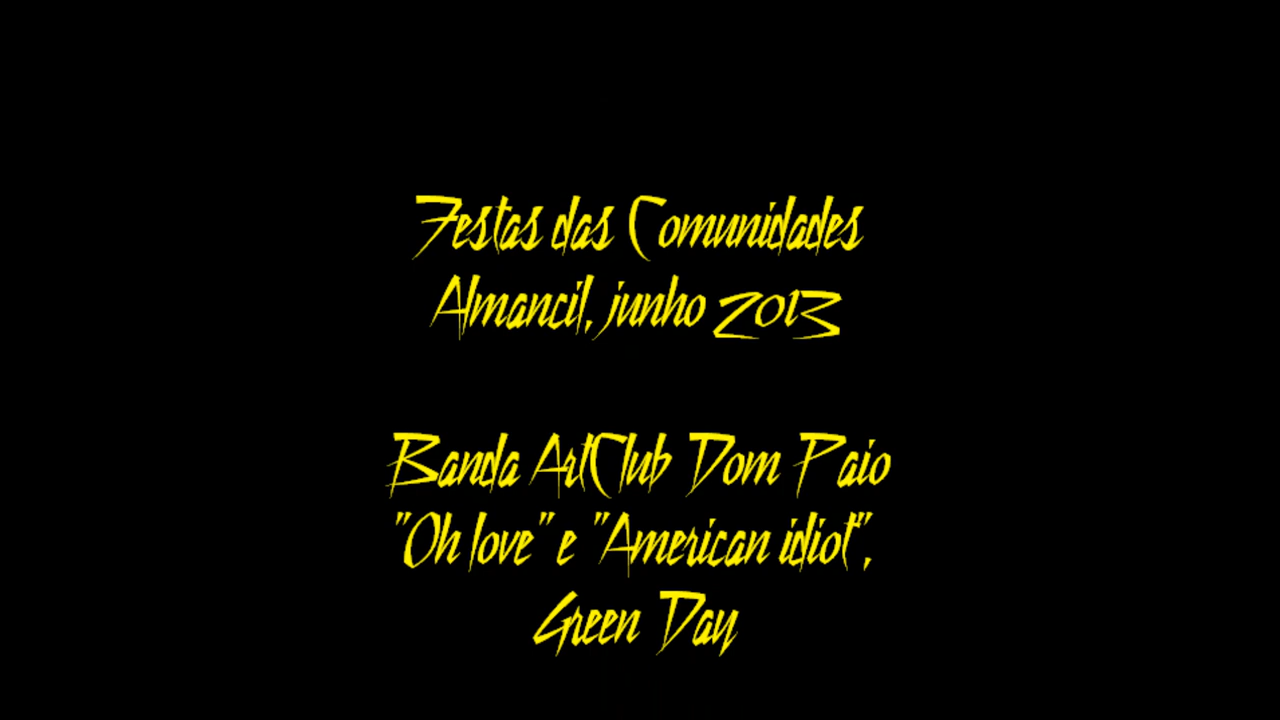 Festas das Comunidades
Almancil, junho 2013
Banda ArtClub Dom Paio
"Oh love" e "American idiot",
Green Day